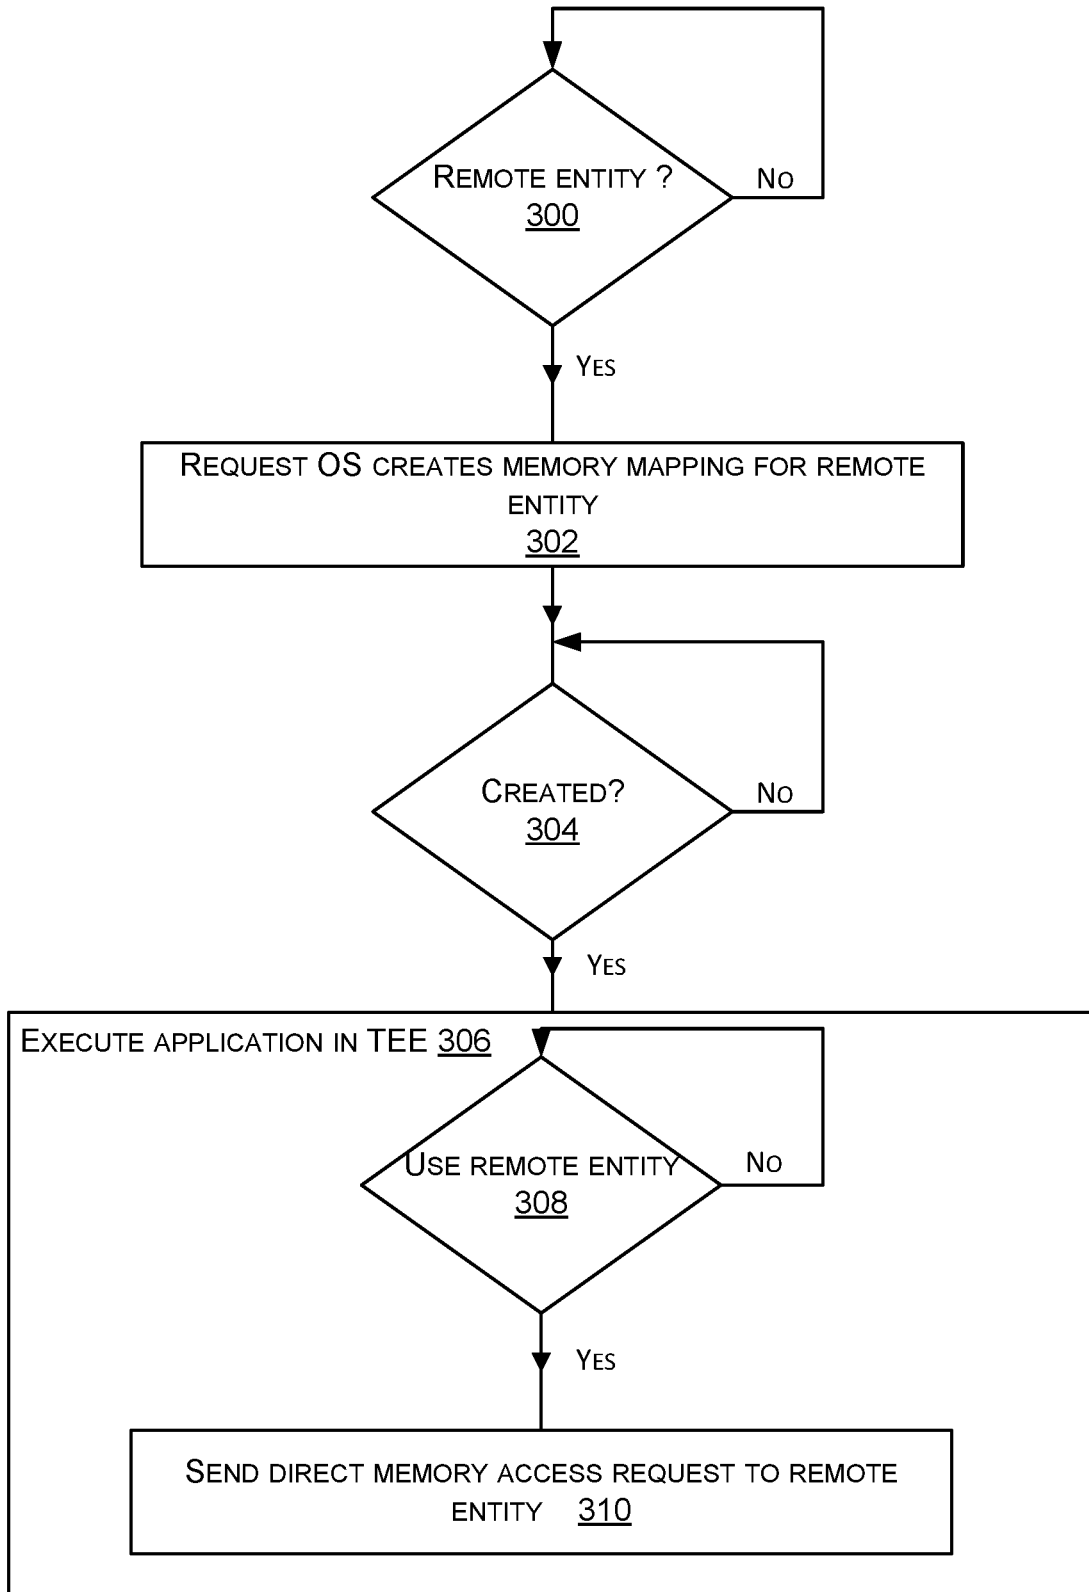 REMOTE ENTITY ?
300
NO
YES
REQUEST OS CREATES MEMORY MAPPING FOR REMOTE
ENTITY
302
CREATED?
304
NO
YES
EXECUTE APPLICATION IN TEE 306
USE REMOTE ENTITY
308
NO
YES
SEND DIRECT MEMORY ACCESS REQUEST TO REMOTE
ENTITY 310